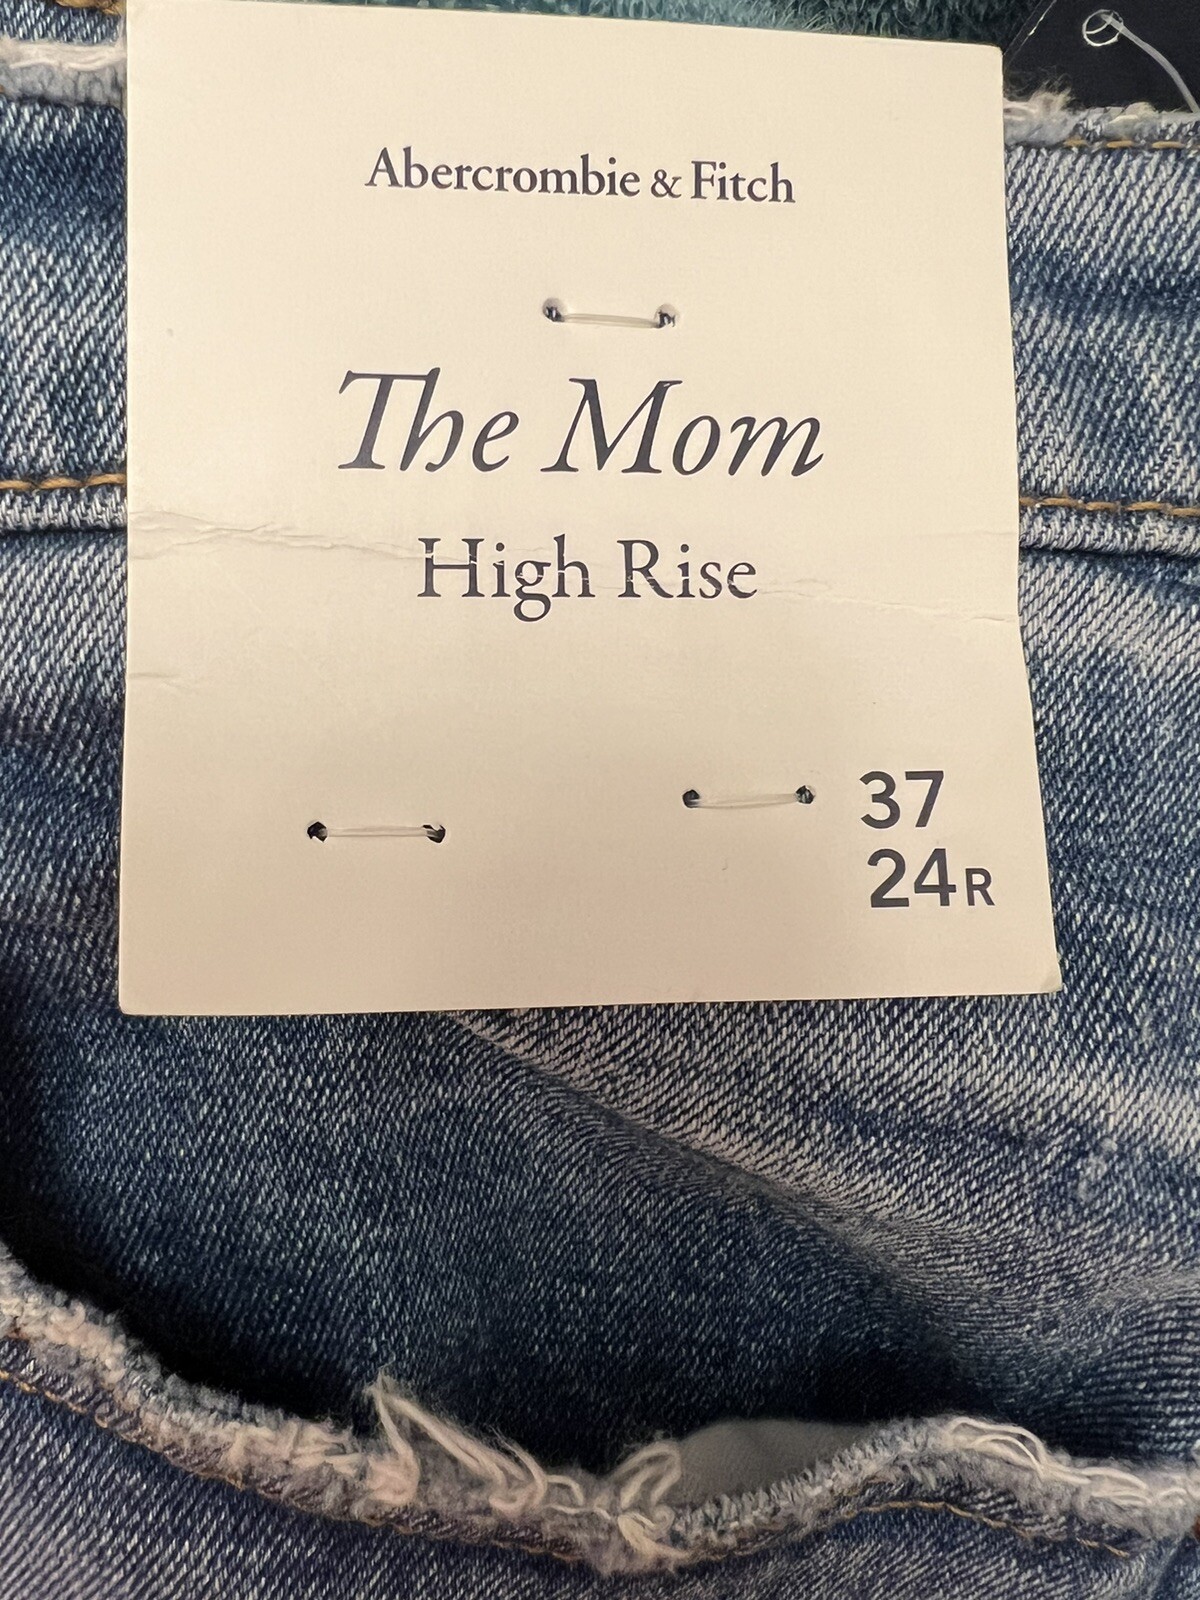 Abercrombie & Fitch
The Mom
High Rise
37
24R